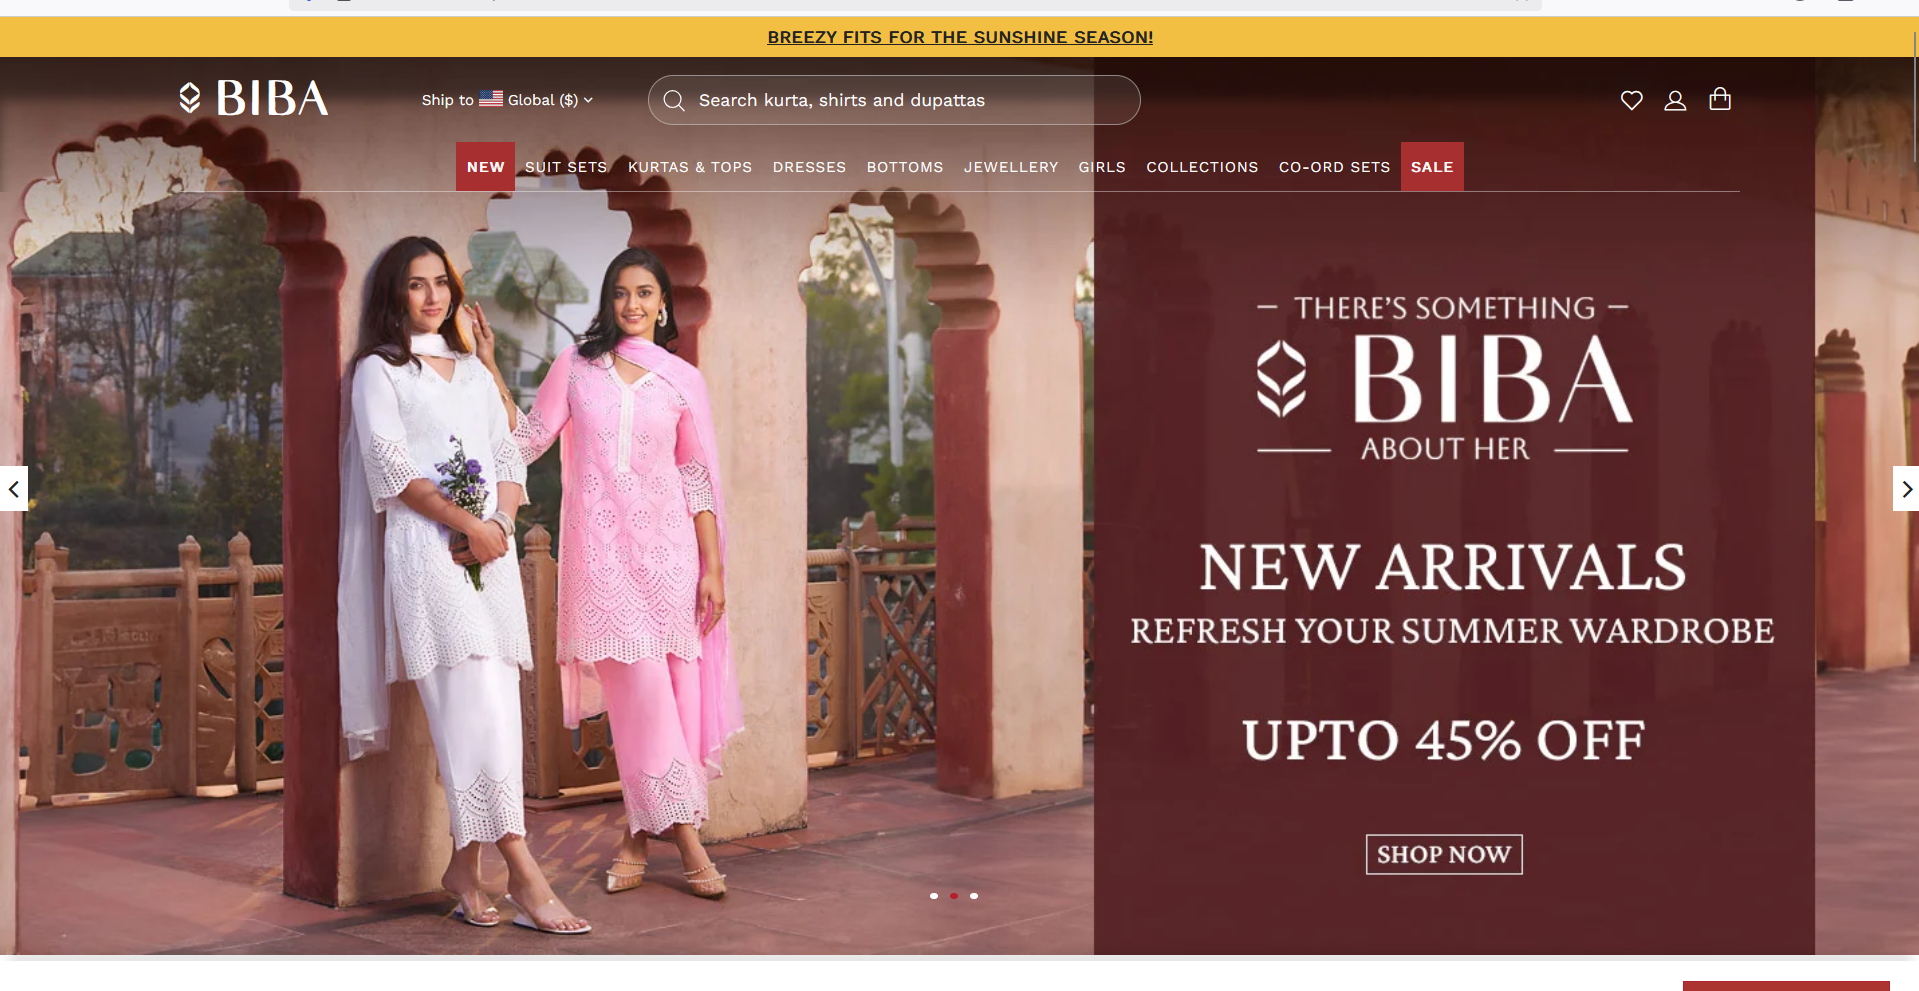 BREEZY FITS FOR THE SUNSHINE SEASON!
BIBA
Ship to Global ($)
Search kurta, shirts and dupattas
NEW SUIT SETS KURTAS & TOPS DRESSES BOTTOMS JEWELLERY GIRLS COLLECTIONS CO-ORD SETS SALE
THERE'S SOMETHING
BIBA
ABOUT HER
NEW ARRIVALS
REFRESH YOUR SUMMER WARDROBE
UPTO 45% OFF
SHOP NOW